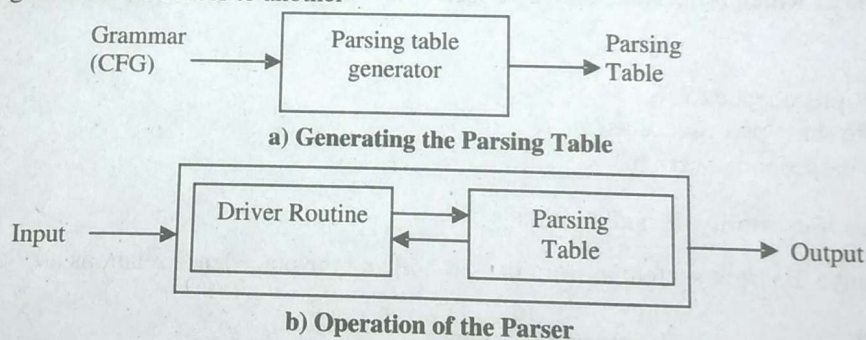 Grammar
(CFG)
Parsing table
generator
Parsing
Table
a) Generating the Parsing Table
Driver Routine
Parsing
Table
Input
Output
b) Operation of the Parser